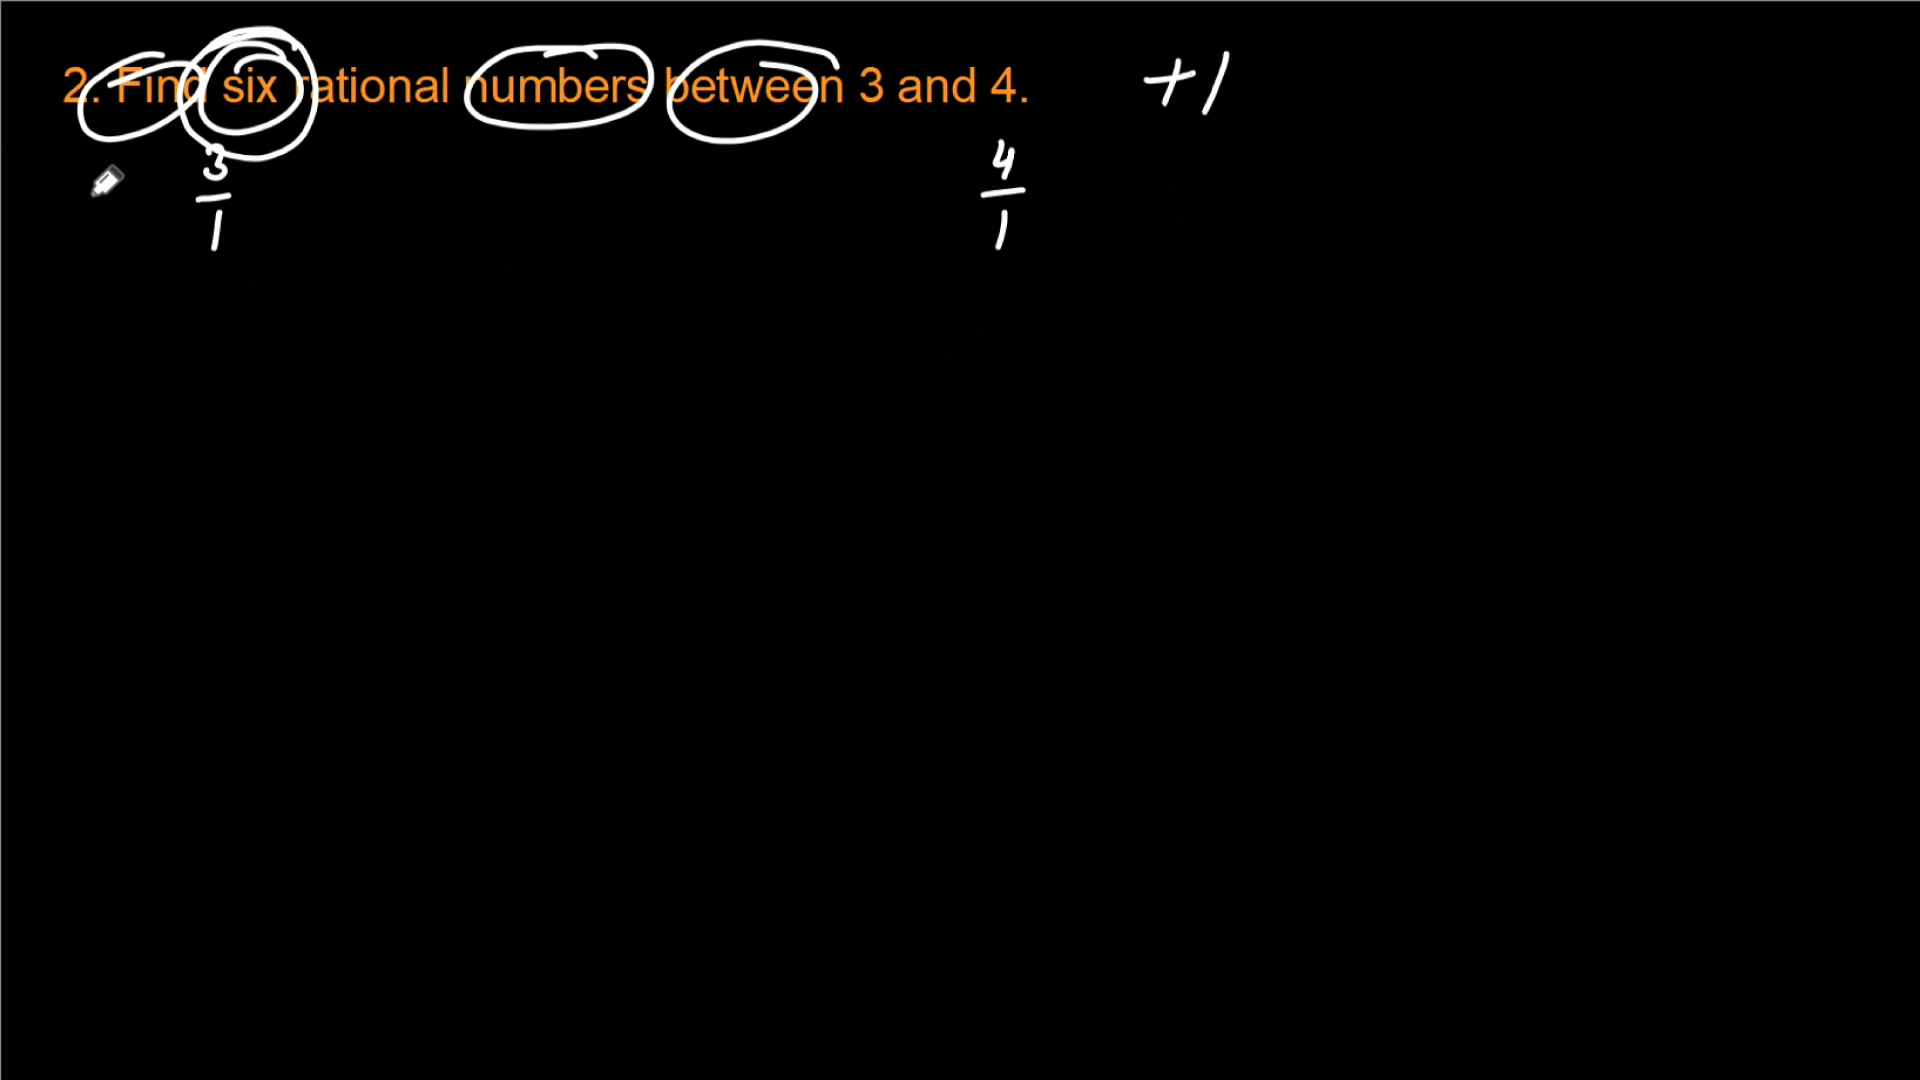 2. Find six rational numbers between 3 and 4. +1
3/1 4/1